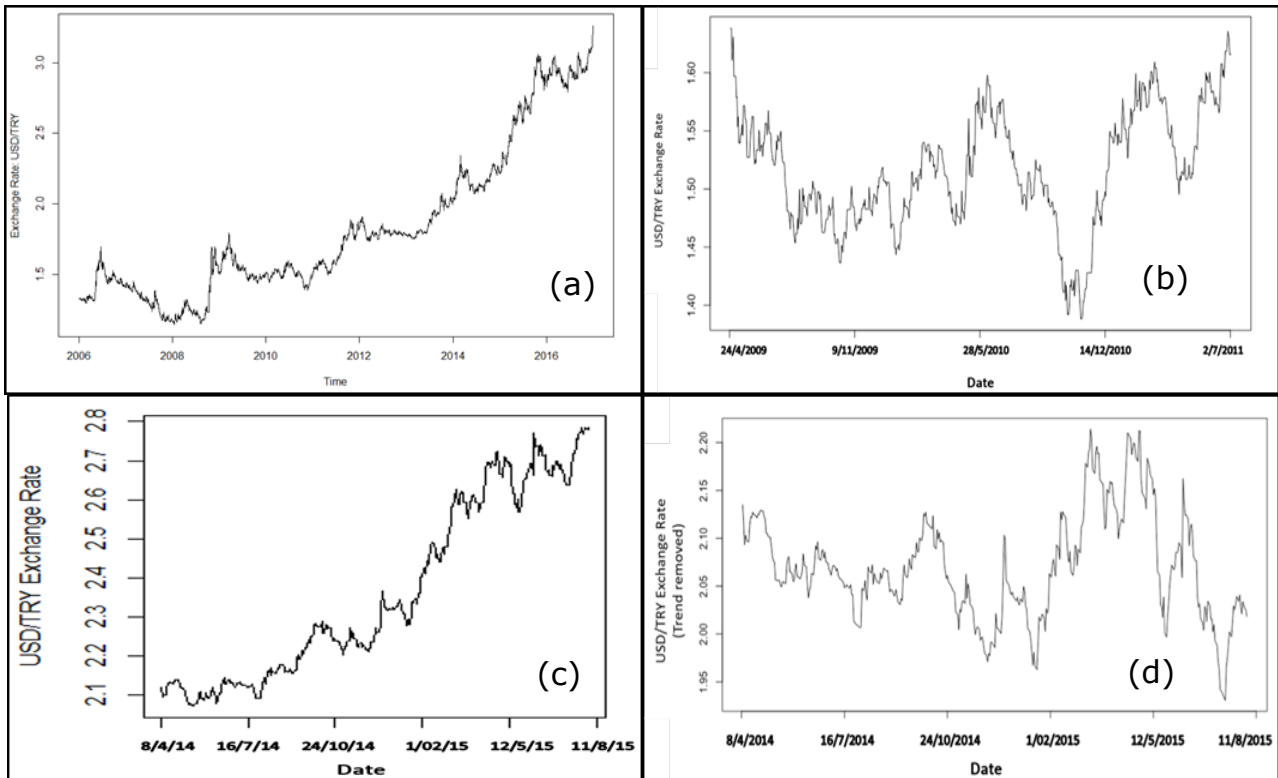 Exchange Rate: USD/TRY
3.0
2.5
2.0
1.5
(a)
2006 2008 2010 2012 2014 2016
Time
USD/TRY Exchange Rate
1.60
1.55
1.50
1.45
1.40
(b)
24/4/2009 9/11/2009 28/5/2010 14/12/2010 2/7/2011
Date
USD/TRY Exchange Rate
2.8
2.7
2.6
2.5
2.4
2.3
2.2
2.1
(c)
8/4/14 16/7/14 24/10/14 1/02/15 12/5/15 11/8/15
Date
USD/TRY Exchange Rate
(Trend removed)
2.20
2.15
2.10
2.05
2.00
1.95
(d)
8/4/2014 16/7/2014 24/10/2014 1/02/2015 12/5/2015 11/8/2015
Date